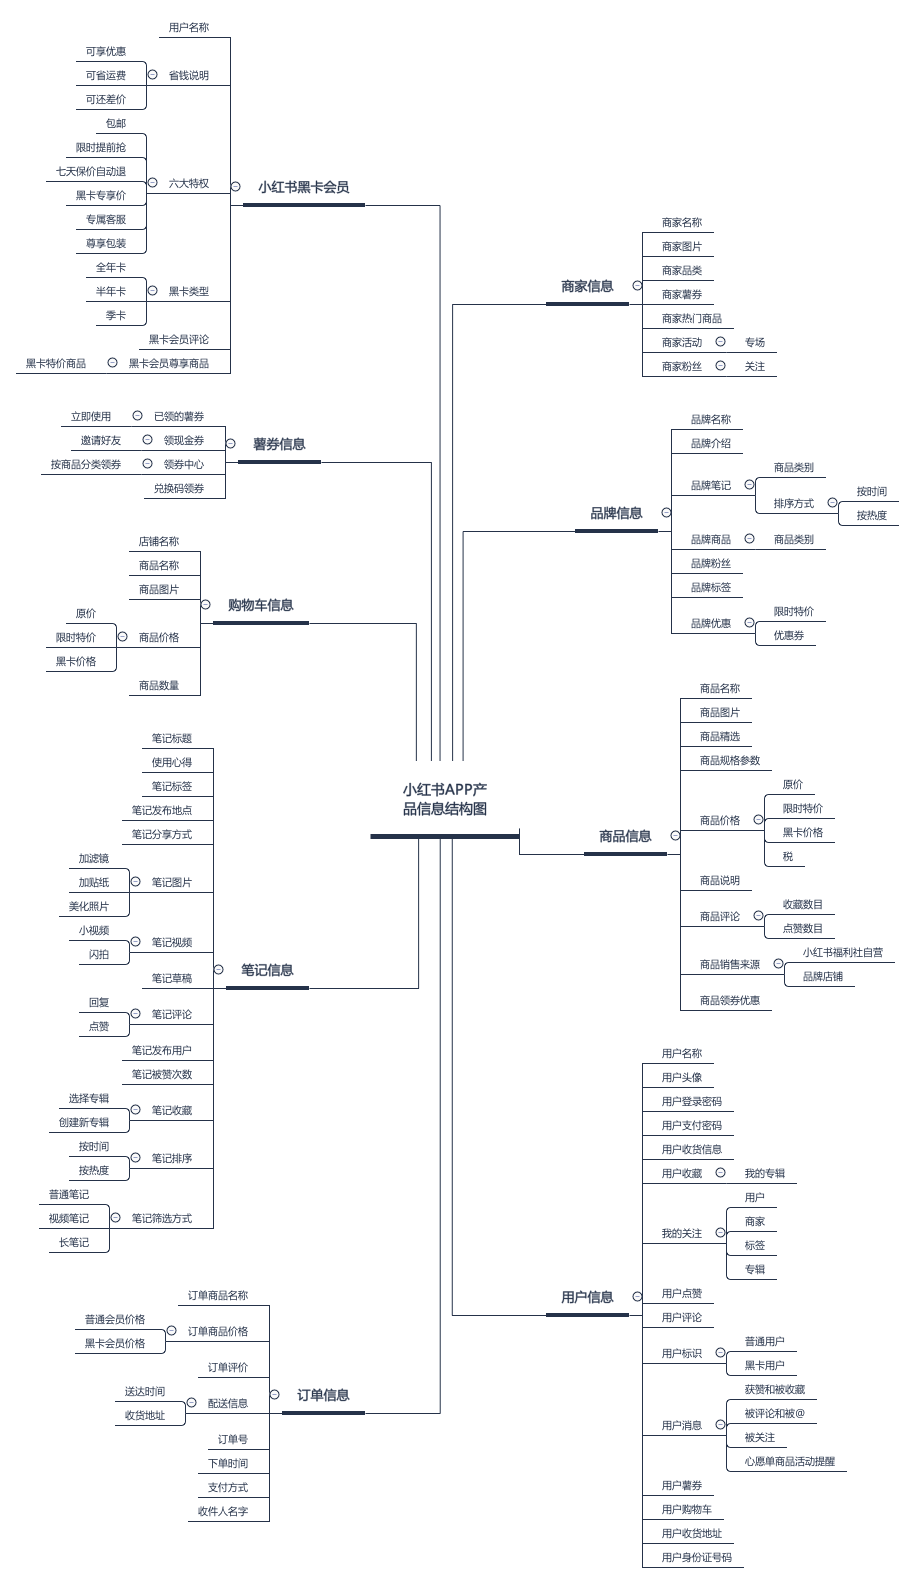 小红书APP产
品信息结构图
小红书黑卡会员
用户名称
省钱说明
可享优惠
可省运费
可还差价
六大特权
包邮
限时提前抢
七天保价自动退
黑卡专享价
专属客服
尊享包装
黑卡类型
全年卡
半年卡
季卡
黑卡会员评论
黑卡会员尊享商品
黑卡特价商品
薯券信息
已领的薯券
立即使用
领现金券
邀请好友
领券中心
按商品分类领券
兑换码领券
购物车信息
店铺名称
商品名称
商品图片
商品价格
原价
限时特价
黑卡价格
商品数量
笔记信息
笔记标题
使用心得
笔记标签
笔记发布地点
笔记分享方式
笔记图片
加滤镜
加贴纸
美化照片
笔记视频
小视频
闪拍
笔记草稿
笔记评论
回复
点赞
笔记发布用户
笔记被赞次数
笔记收藏
选择专辑
创建新专辑
笔记排序
按时间
按热度
笔记筛选方式
普通笔记
视频笔记
长笔记
订单信息
订单商品名称
订单商品价格
普通会员价格
黑卡会员价格
订单评价
配送信息
送达时间
收货地址
订单号
下单时间
支付方式
收件人名字
商家信息
商家名称
商家图片
商家品类
商家薯券
商家热门商品
商家活动
专场
商家粉丝
关注
品牌信息
品牌名称
品牌介绍
品牌笔记
商品类别
排序方式
按时间
按热度
品牌商品
商品类别
品牌粉丝
品牌标签
品牌优惠
限时特价
优惠券
商品信息
商品名称
商品图片
商品精选
商品规格参数
商品价格
原价
限时特价
黑卡价格
税
商品说明
商品评论
收藏数目
点赞数目
商品销售来源
小红书福利社自营
品牌店铺
商品领券优惠
用户信息
用户名称
用户头像
用户登录密码
用户支付密码
用户收货信息
用户收藏
我的专辑
我的关注
用户
商家
标签
专辑
用户点赞
用户评论
用户标识
普通用户
黑卡用户
用户消息
获赞和被收藏
被评论和被@
被关注
心愿单商品活动提醒
用户薯券
用户购物车
用户收货地址
用户身份证号码